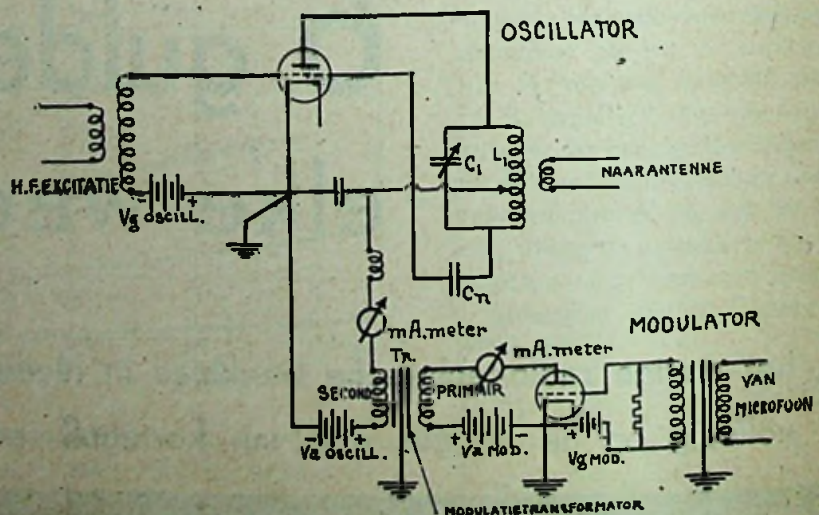 OSCILLATOR
C1
L1
NAAR ANTENNE
H.F. EXCITATIE
- +
Vg OSCILL.
Cn
mA.meter
MODULATOR
mA.meter
Tr.
SECOND.
PRIMAIR
VAN
MICROFOON
- +
Va OSCILL.
+ -
Va MOD.
+ -
Vg MOD.
MODULATIETRANSFORMATOR